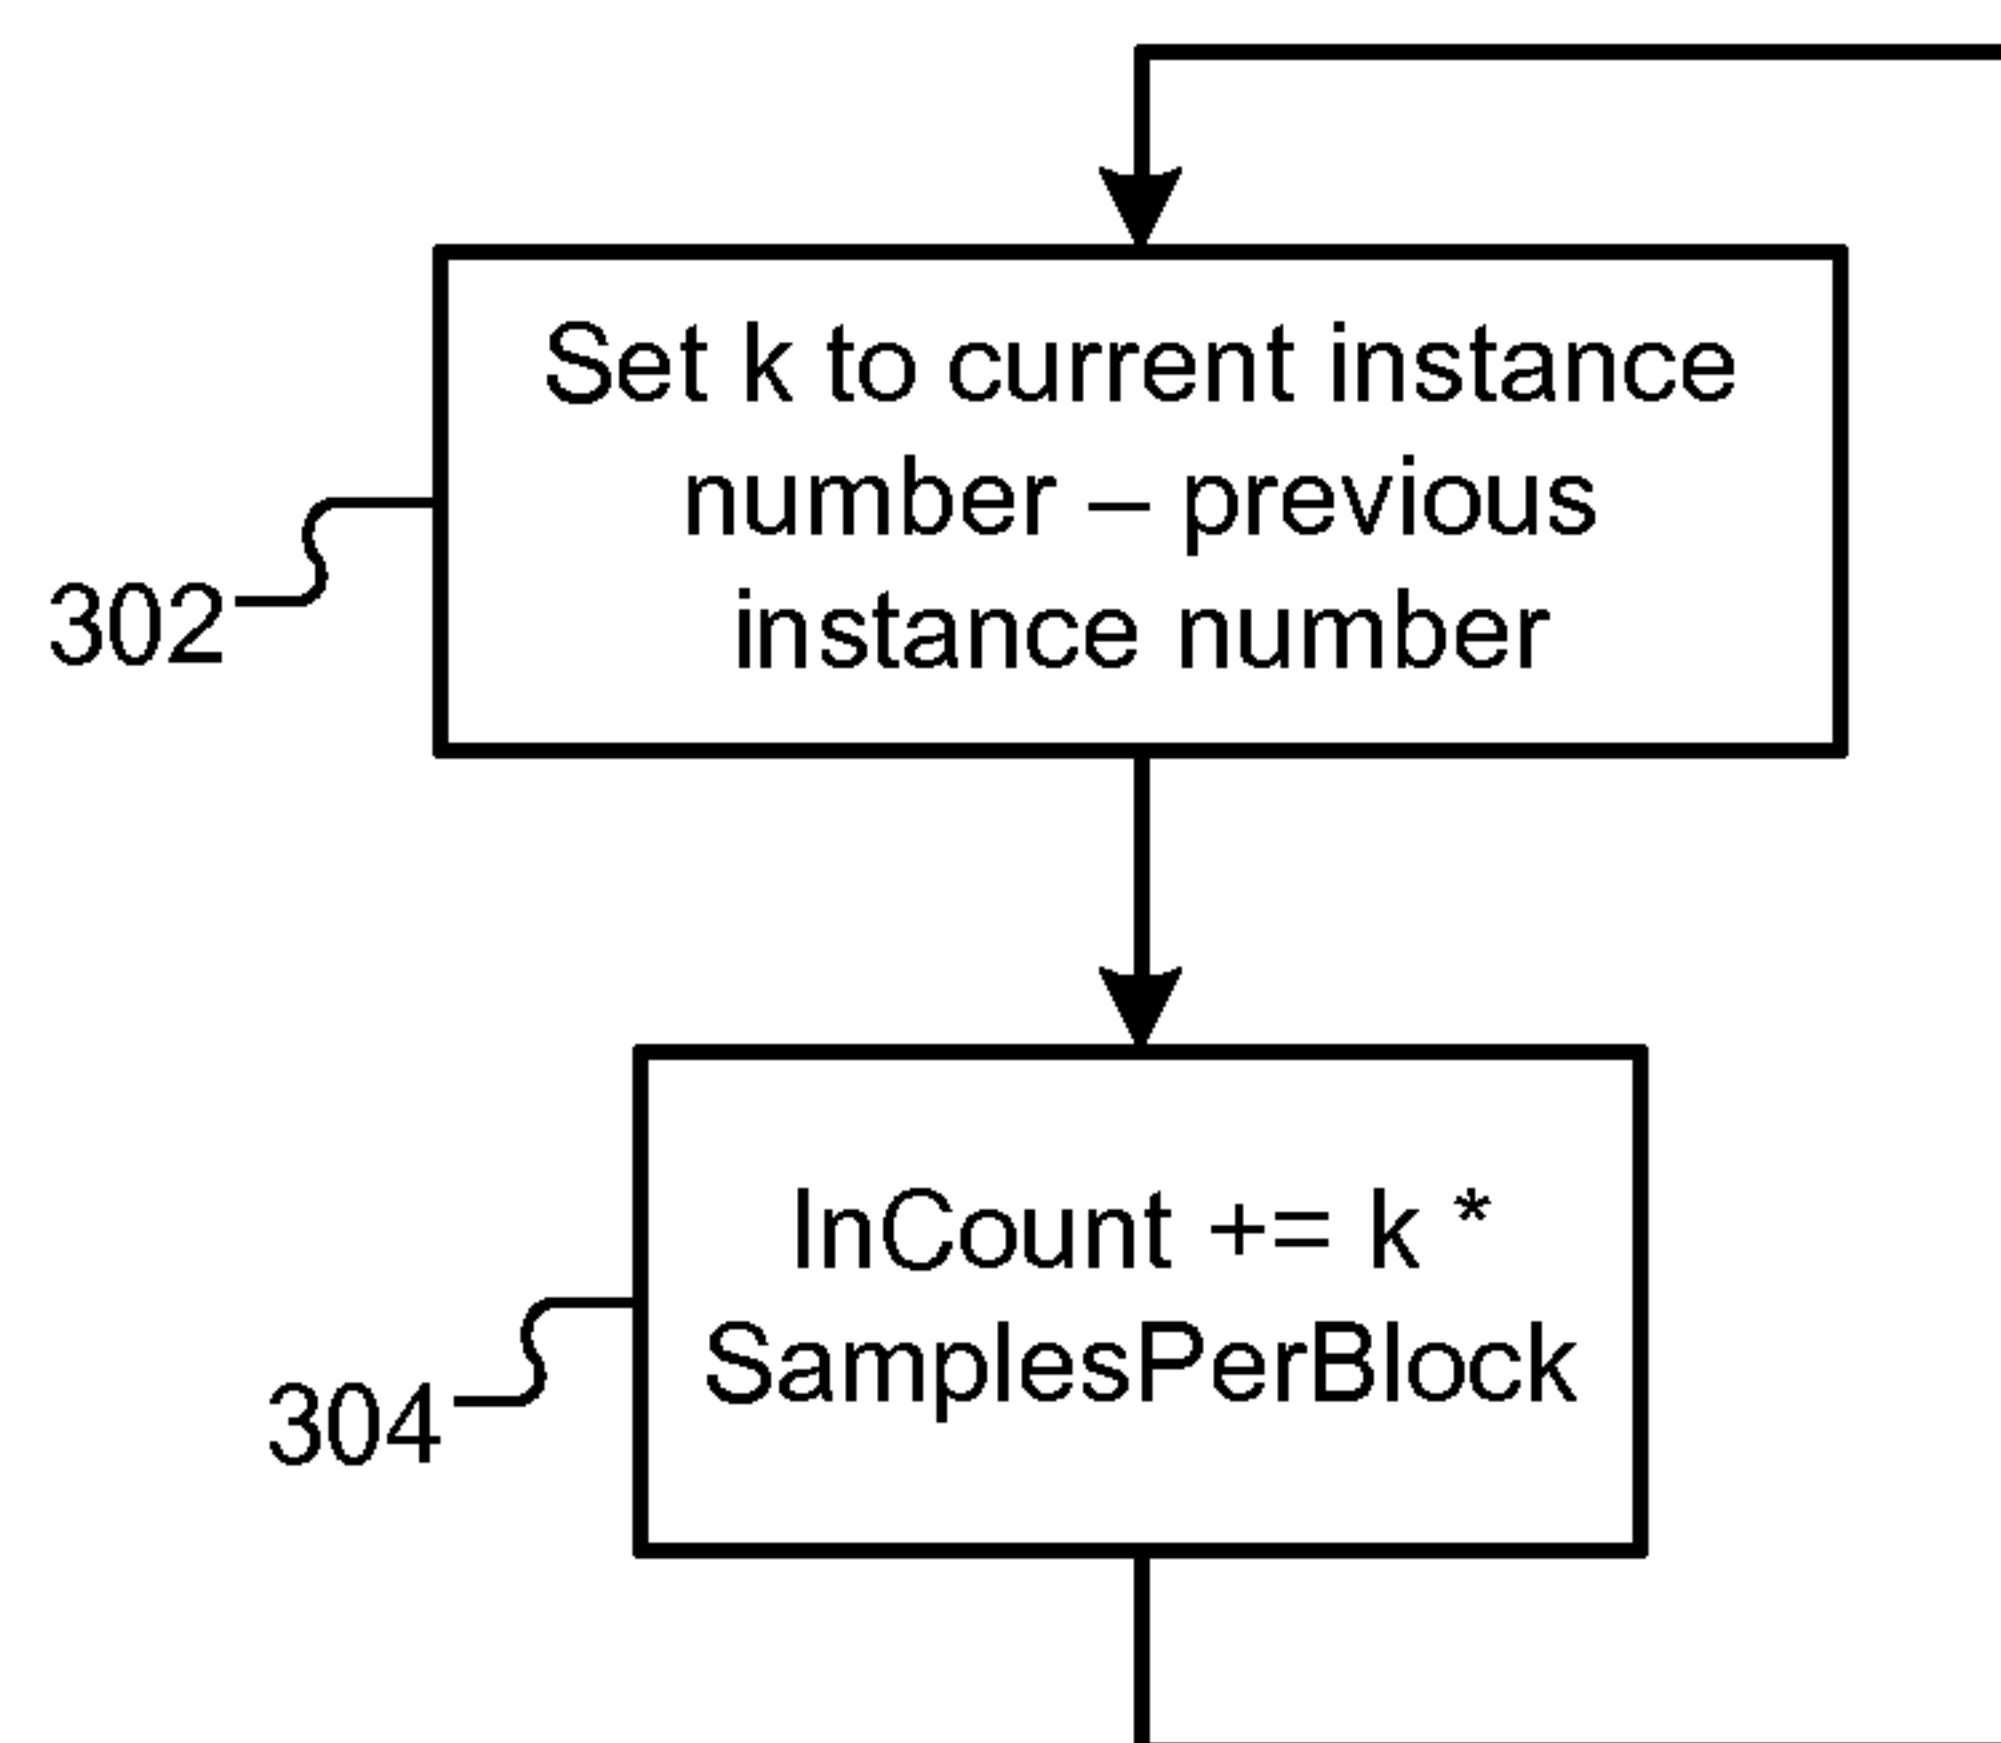 Set k to current instance
number – previous
instance number
302
InCount += k *
SamplesPerBlock
304